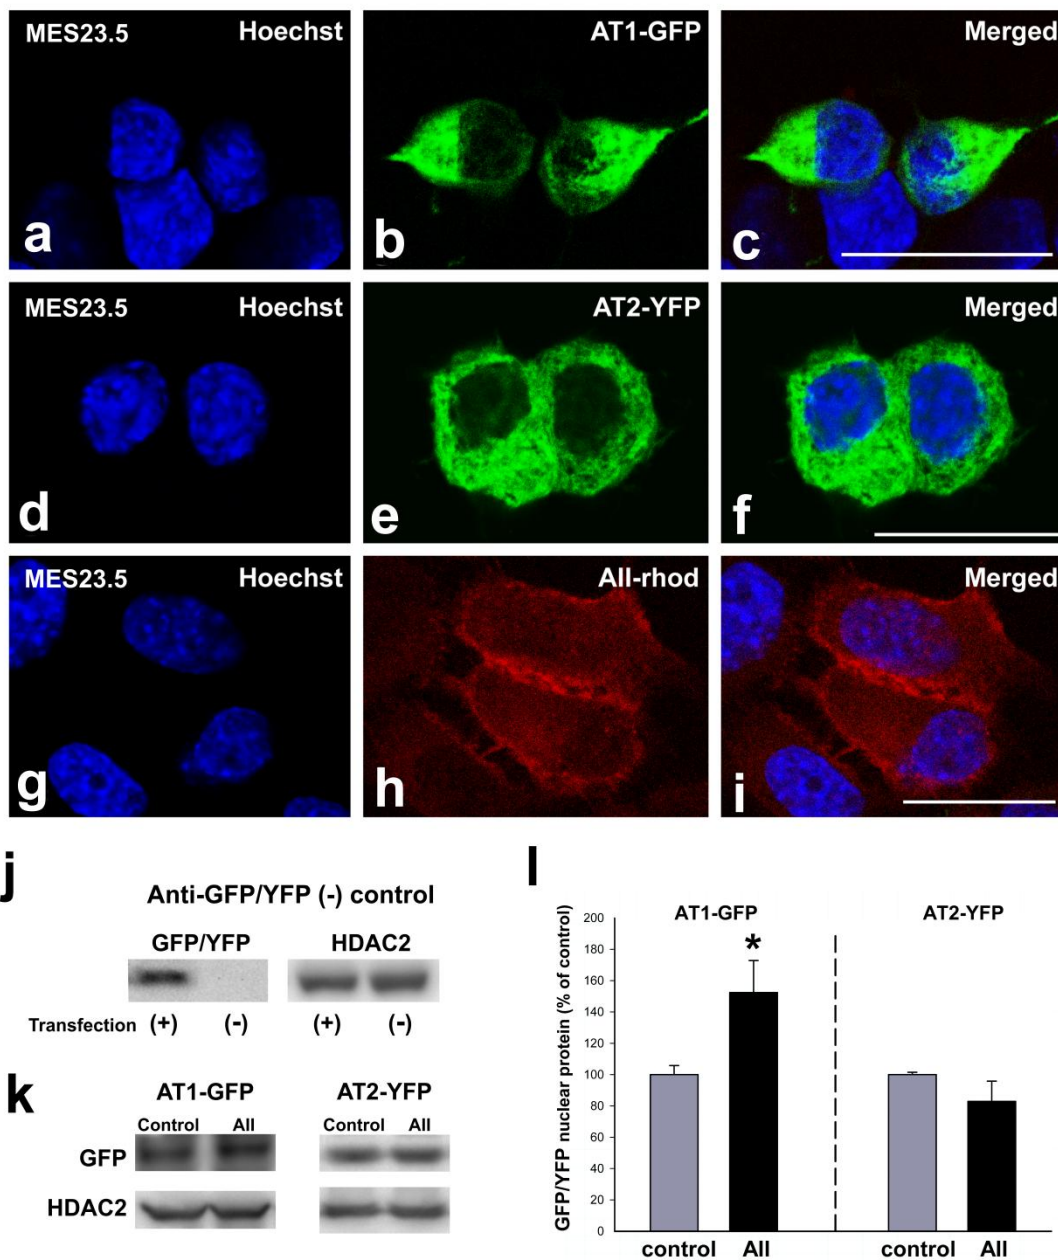 MES23.5 Hoechst
a
AT1-GFP
b
Merged
c
MES23.5 Hoechst
d
AT2-YFP
e
Merged
f
MES23.5 Hoechst
g
AII-rhod
h
Merged
i
j
Anti-GFP/YFP (-) control
GFP/YFP HDAC2
Transfection (+) (-) (+) (-)
k
AT1-GFP AT2-YFP
Control AII Control AII
GFP
HDAC2
l
GFP/YFP nuclear protein (% of control)
AT1-GFP AT2-YFP
200
180
160
140
120
100
80
60
40
20
0
*
control AII control AII